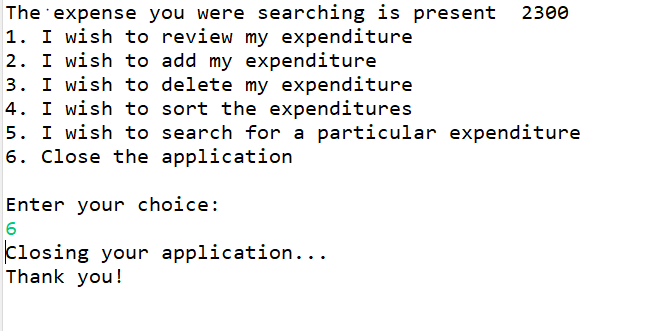 The expense you were searching is present  2300
1. I wish to review my expenditure
2. I wish to add my expenditure
3. I wish to delete my expenditure
4. I wish to sort the expenditures
5. I wish to search for a particular expenditure
6. Close the application
Enter your choice:
6
Closing your application...
Thank you!